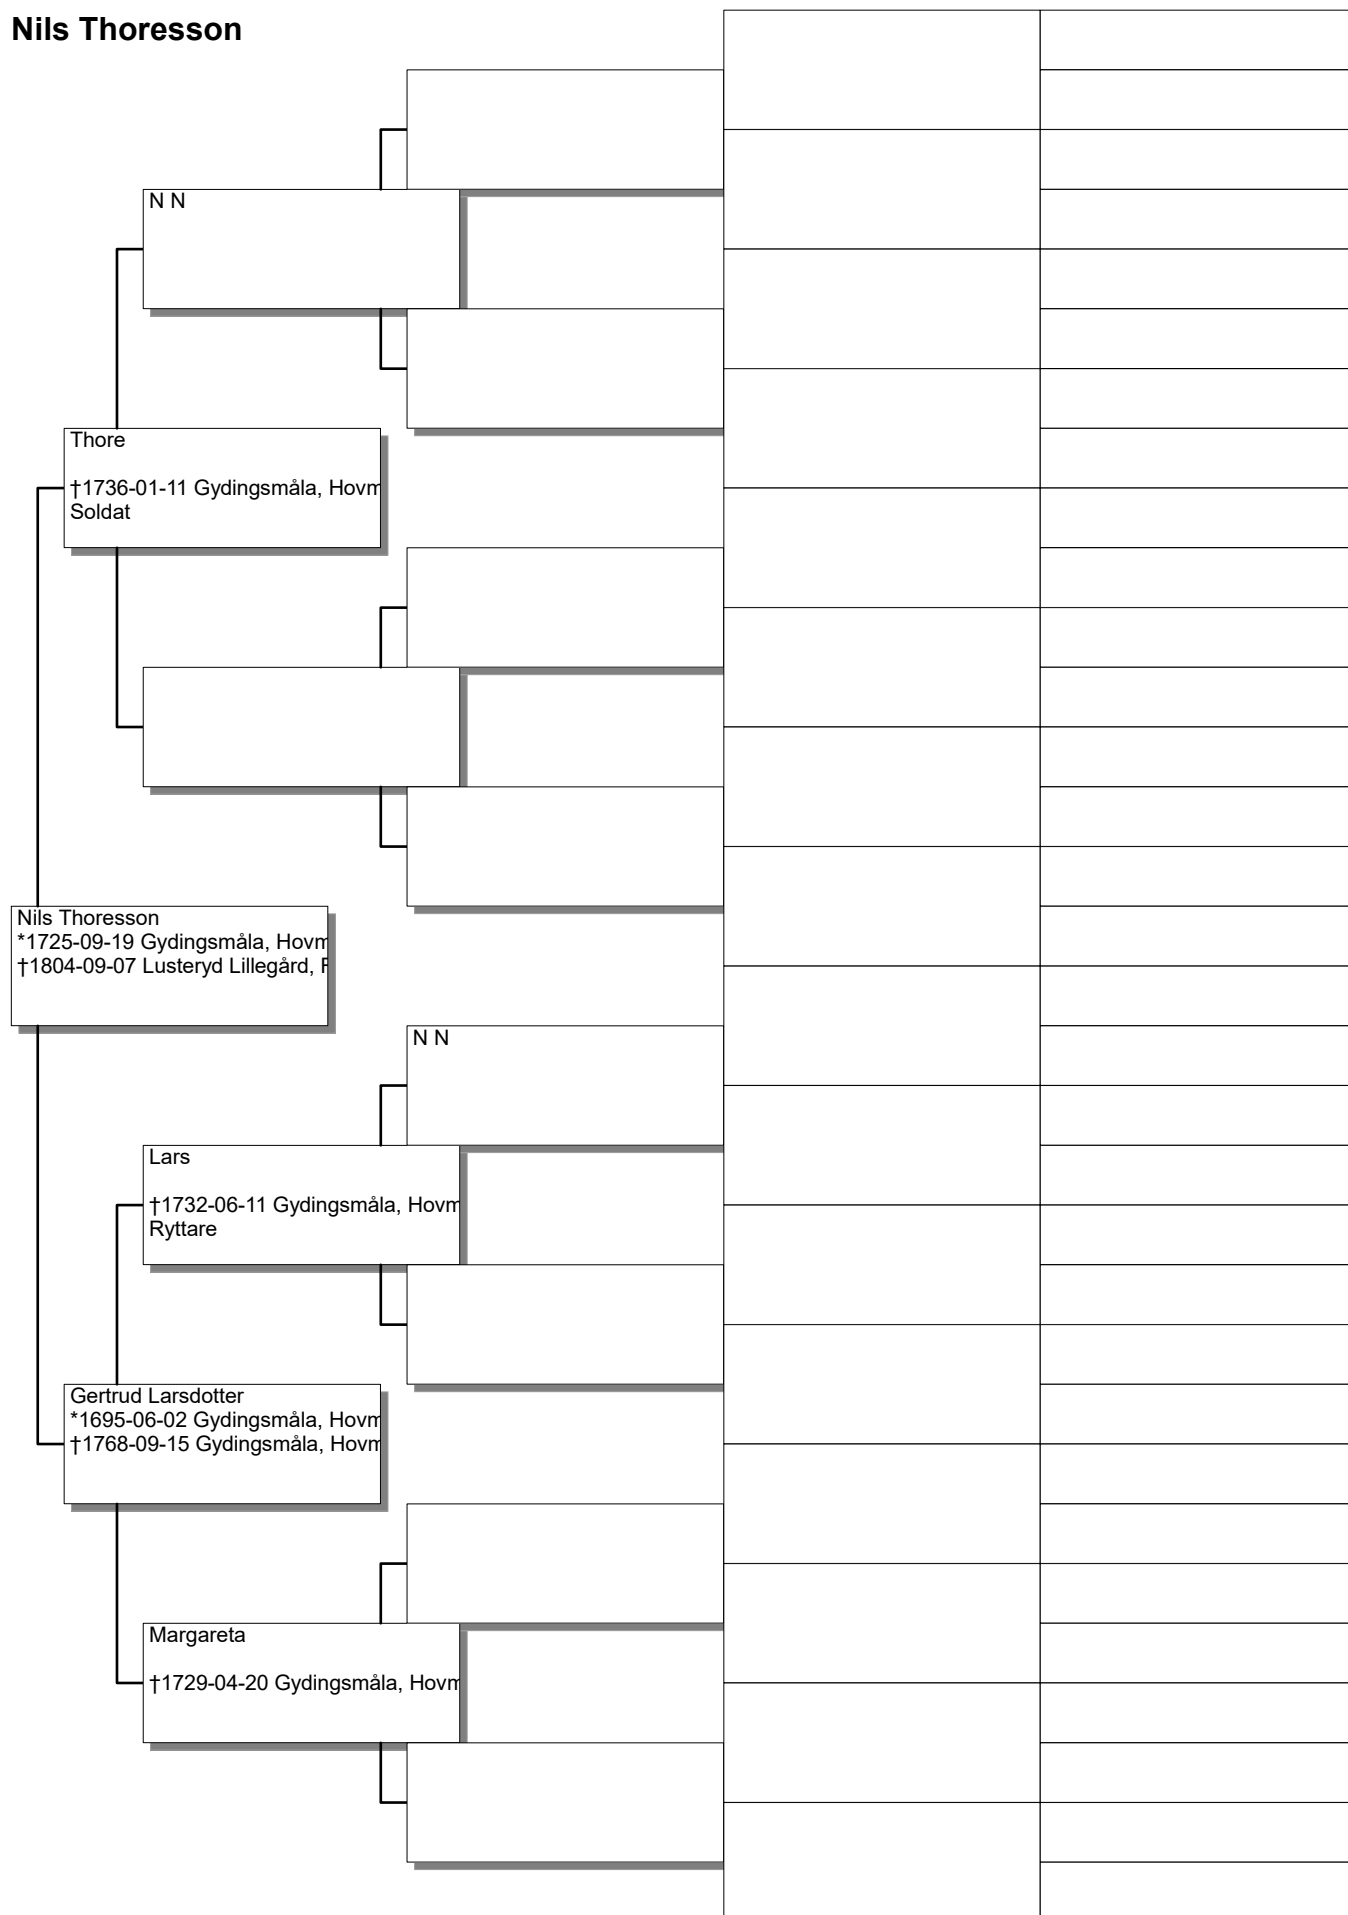 Nils Thoresson
N N
Thore
†1736-01-11 Gydingsmåla, Hovm
Soldat
Nils Thoresson
*1725-09-19 Gydingsmåla, Hovm
†1804-09-07 Lusteryd Lillegård, F
N N
Lars
†1732-06-11 Gydingsmåla, Hovm
Ryttare
Gertrud Larsdotter
*1695-06-02 Gydingsmåla, Hovm
†1768-09-15 Gydingsmåla, Hovm
Margareta
†1729-04-20 Gydingsmåla, Hovm